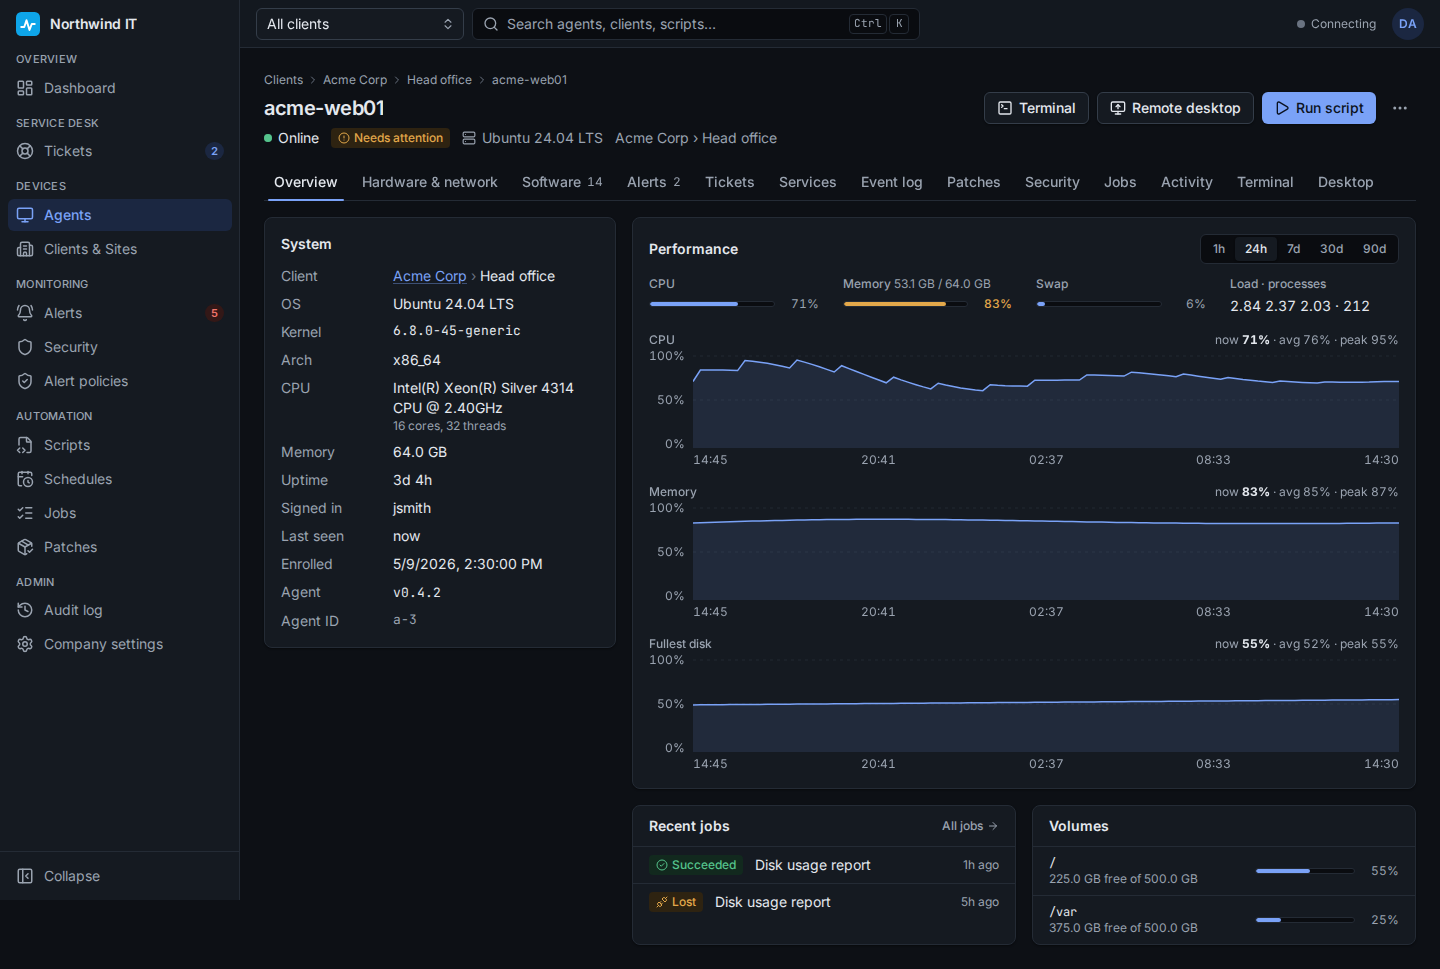 Northwind IT
All clients
Search agents, clients, scripts...
Ctrl K
Connecting
DA
OVERVIEW
Dashboard
SERVICE DESK
Tickets 2
DEVICES
Agents
Clients & Sites
MONITORING
Alerts 5
Security
Alert policies
AUTOMATION
Scripts
Schedules
Jobs
Patches
ADMIN
Audit log
Company settings
Collapse
Clients › Acme Corp › Head office › acme-web01
acme-web01
Terminal
Remote desktop
Run script
Online
Needs attention
Ubuntu 24.04 LTS
Acme Corp › Head office
Overview Hardware & network Software 14 Alerts 2 Tickets Services Event log Patches Security Jobs Activity Terminal Desktop
System
Client Acme Corp › Head office
OS Ubuntu 24.04 LTS
Kernel 6.8.0-45-generic
Arch x86_64
CPU Intel(R) Xeon(R) Silver 4314
CPU @ 2.40GHz
16 cores, 32 threads
Memory 64.0 GB
Uptime 3d 4h
Signed in jsmith
Last seen now
Enrolled 5/9/2026, 2:30:00 PM
Agent v0.4.2
Agent ID a-3
Performance
1h 24h 7d 30d 90d
CPU
71%
Memory 53.1 GB / 64.0 GB
83%
Swap
6%
Load · processes
2.84 2.37 2.03 · 212
CPU
now 71% · avg 76% · peak 95%
100%
50%
0%
14:45 20:41 02:37 08:33 14:30
Memory
now 83% · avg 85% · peak 87%
100%
50%
0%
14:45 20:41 02:37 08:33 14:30
Fullest disk
now 55% · avg 52% · peak 55%
100%
50%
0%
14:45 20:41 02:37 08:33 14:30
Recent jobs
All jobs →
Succeeded Disk usage report 1h ago
Lost Disk usage report 5h ago
Volumes
/
225.0 GB free of 500.0 GB
55%
/var
375.0 GB free of 500.0 GB
25%